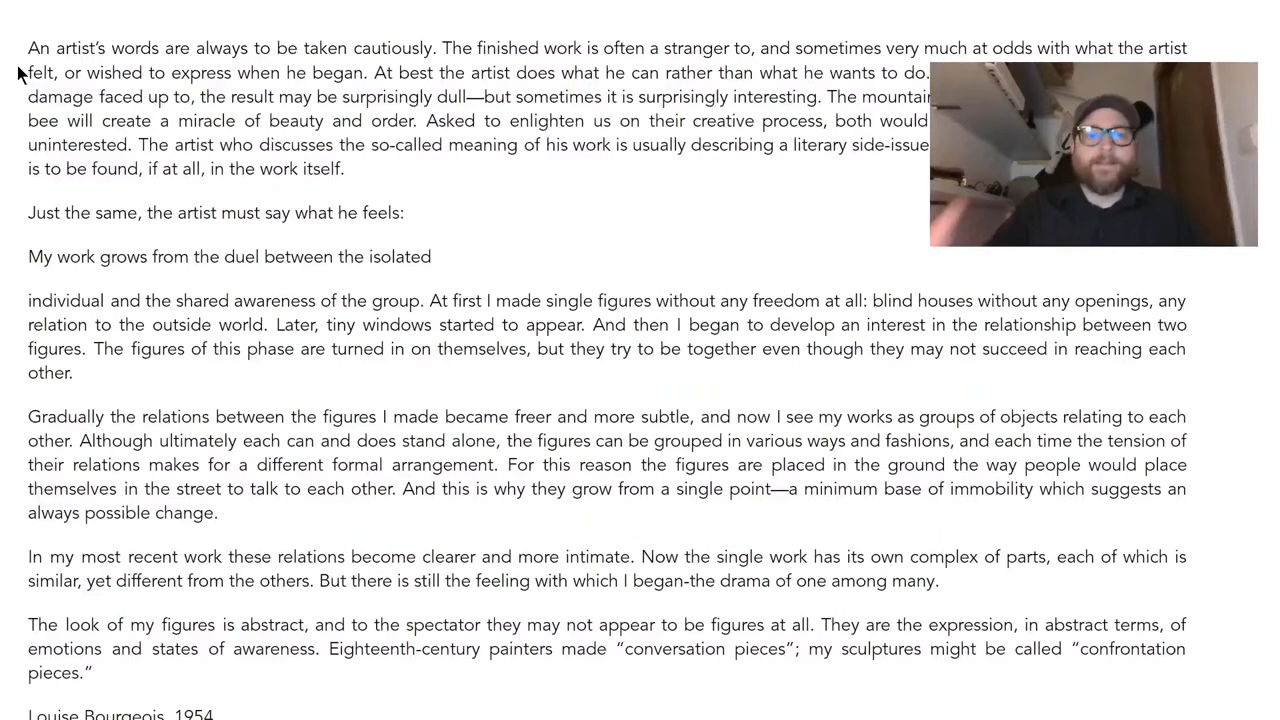 An artist’s words are always to be taken cautiously. The finished work is often a stranger to, and sometimes very much at odds with what the artist
felt, or wished to express when he began. At best the artist does what he can rather than what he wants to do.
damage faced up to, the result may be surprisingly dull—but sometimes it is surprisingly interesting. The mountain
bee will create a miracle of beauty and order. Asked to enlighten us on their creative process, both would
uninterested. The artist who discusses the so-called meaning of his work is usually describing a literary side-issue
is to be found, if at all, in the work itself.
Just the same, the artist must say what he feels:
My work grows from the duel between the isolated
individual and the shared awareness of the group. At first I made single figures without any freedom at all: blind houses without any openings, any
relation to the outside world. Later, tiny windows started to appear. And then I began to develop an interest in the relationship between two
figures. The figures of this phase are turned in on themselves, but they try to be together even though they may not succeed in reaching each
other.
Gradually the relations between the figures I made became freer and more subtle, and now I see my works as groups of objects relating to each
other. Although ultimately each can and does stand alone, the figures can be grouped in various ways and fashions, and each time the tension of
their relations makes for a different formal arrangement. For this reason the figures are placed in the ground the way people would place
themselves in the street to talk to each other. And this is why they grow from a single point—a minimum base of immobility which suggests an
always possible change.
In my most recent work these relations become clearer and more intimate. Now the single work has its own complex of parts, each of which is
similar, yet different from the others. But there is still the feeling with which I began-the drama of one among many.
The look of my figures is abstract, and to the spectator they may not appear to be figures at all. They are the expression, in abstract terms, of
emotions and states of awareness. Eighteenth-century painters made “conversation pieces”; my sculptures might be called “confrontation
pieces.”
Louise Bourgeois, 1954